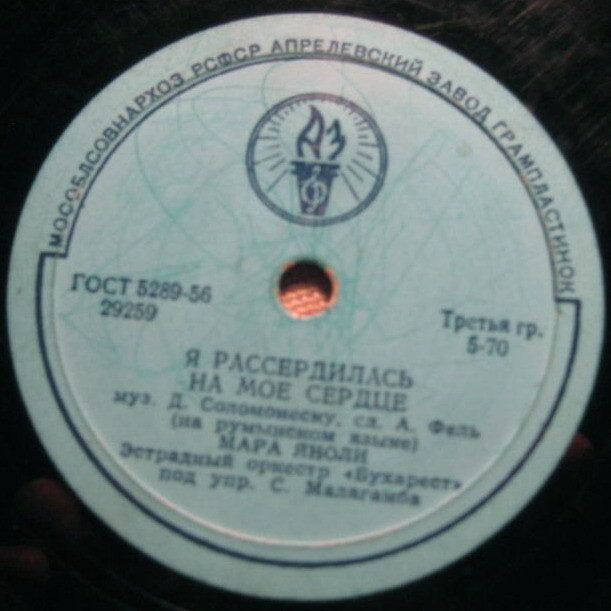 МОСОБЛСОВНАРХОЗ РСФСР АПРЕЛЕВСКИЙ ЗАВОД ГРАМПЛАСТИНОК
АЗ
ГОСТ 5289-56
29259
Третья гр.
5-70
Я РАССЕРДИЛАСЬ
НА МОЕ СЕРДЦЕ
муз. Д. Соломонеску, сл. А. Фель
(на румынском языке)
МАРА ЯНОЛИ
Эстрадный оркестр «Бухарест»
под упр. С. Малагамба